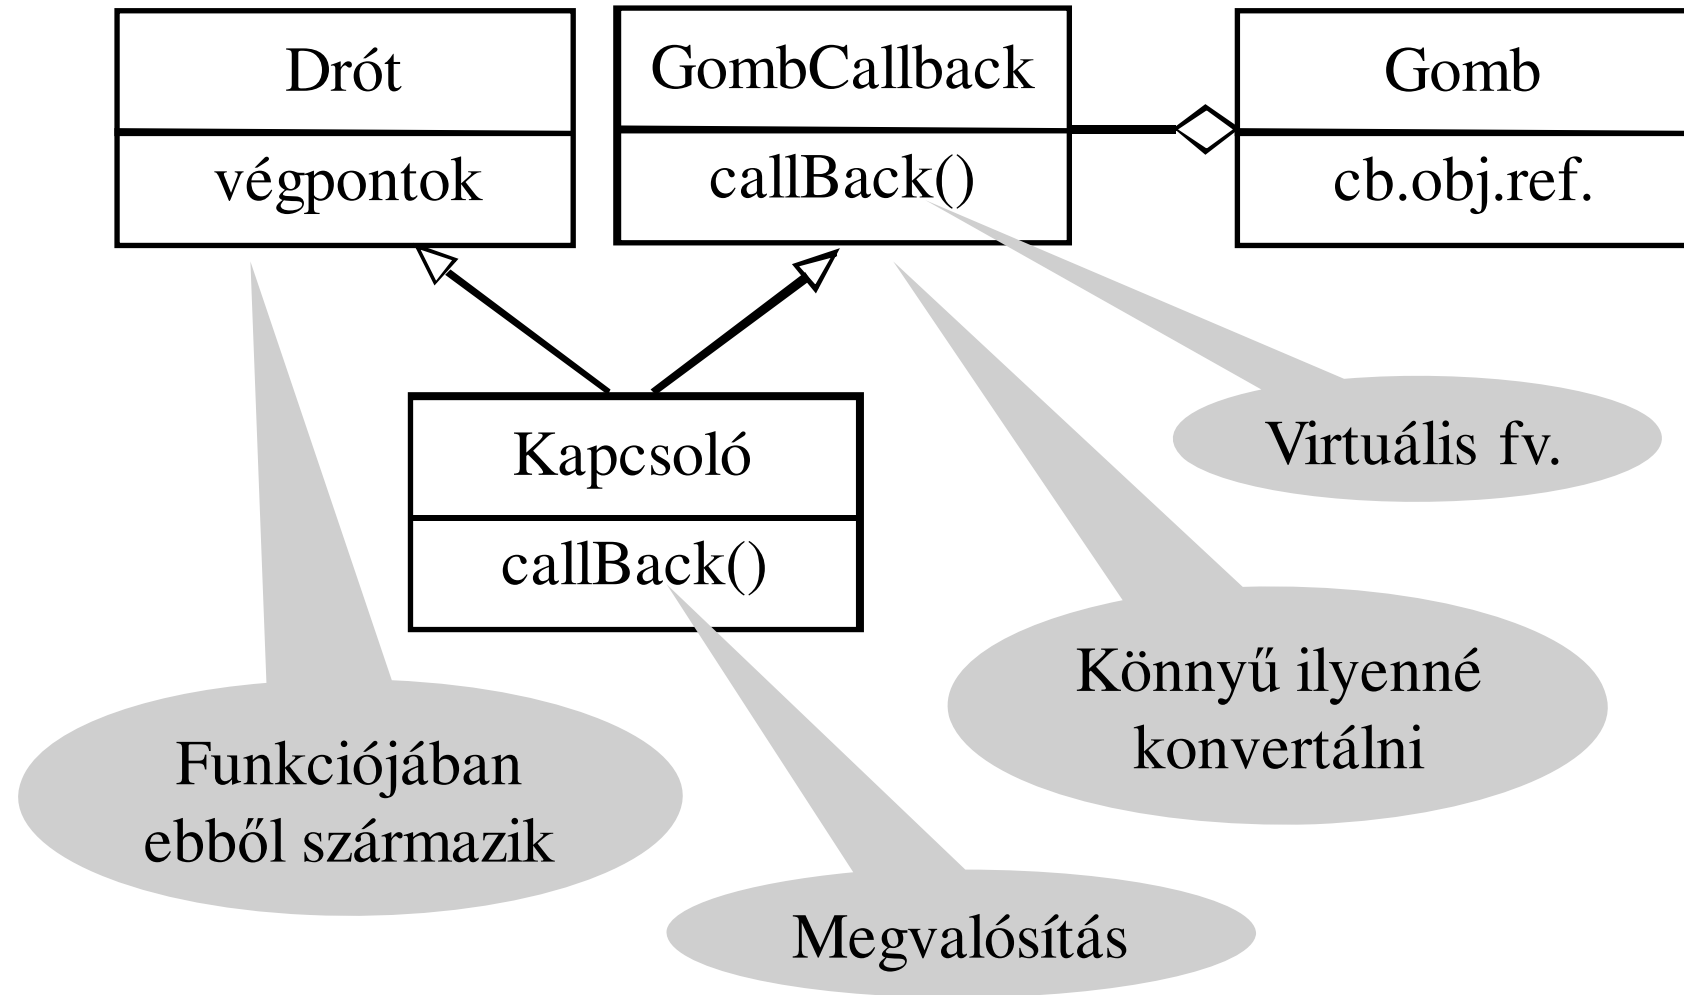 Drót
végpontok
GombCallback
callBack()
Gomb
cb.obj.ref.
Kapcsoló
callBack()
Virtuális fv.
Könnyű ilyenné
konvertálni
Funkciójában
ebből származik
Megvalósítás